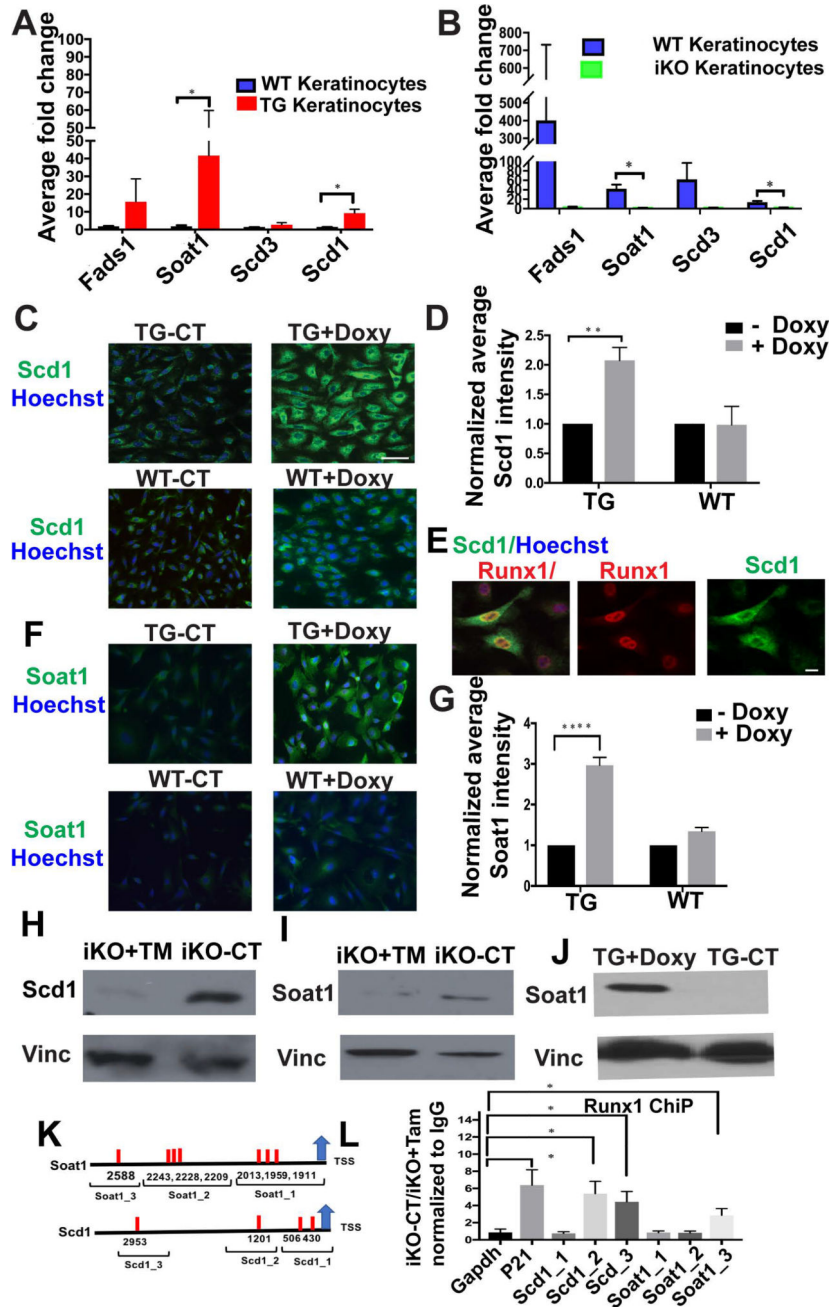 A
Average fold change
100
90
80
70
60
50
60
50
40
30
20
10
0
WT Keratinocytes
TG Keratinocytes
*
*
Fads1
Soat1
Scd3
Scd1
B
Average fold change
800
700
600
500
400
300
200
100
80
60
40
20
0
WT Keratinocytes
iKO Keratinocytes
*
*
Fads1
Soat1
Scd3
Scd1
C
TG-CT
TG+Doxy
Scd1
Hoechst
WT-CT
WT+Doxy
Scd1
Hoechst
D
Normalized average
Scd1 intensity
2.5
2.0
1.5
1.0
0.5
0.0
**
- Doxy
+ Doxy
TG
WT
E
Scd1/Hoechst
Runx1/
Runx1
Scd1
F
TG-CT
TG+Doxy
Soat1
Hoechst
WT-CT
WT+Doxy
Soat1
Hoechst
G
Normalized average
Soat1 intensity
4
3
2
1
0
****
- Doxy
+ Doxy
TG
WT
H
iKO+TM iKO-CT
Scd1
Vinc
I
iKO+TM iKO-CT
Soat1
Vinc
J
TG+Doxy TG-CT
Soat1
Vinc
K
Soat1
TSS
2588
2243, 2228, 2209
2013,1959, 1911
Soat1_3
Soat1_2
Soat1_1
Scd1
TSS
2953
1201
506 430
Scd1_3
Scd1_2
Scd1_1
L
Runx1 ChiP
iKO-CT/iKO+Tam
normalized to IgG
14
12
10
8
6
4
2
0
*
*
*
*
Gapdh
P21
Scd1_1
Scd1_2
Scd_3
Soat1_1
Soat1_2
Soat1_3